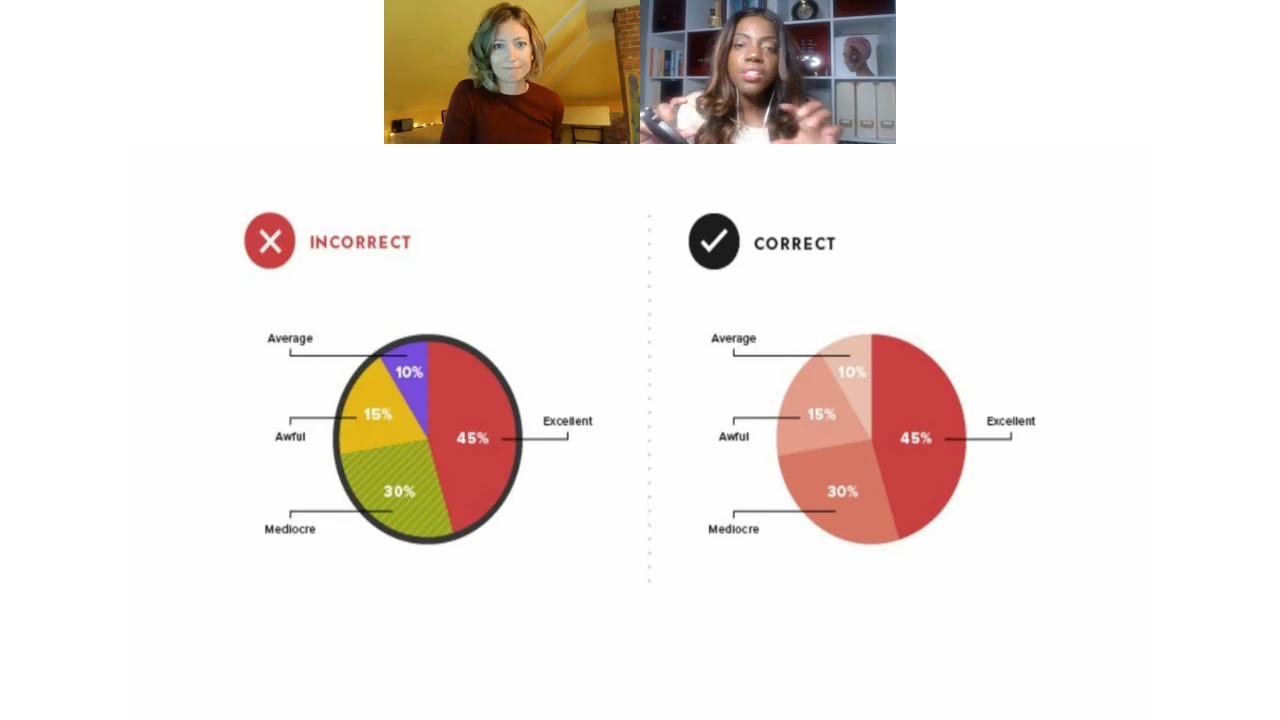 INCORRECT
Average
10%
15%
Awful
Excellent
45%
30%
Mediocre
CORRECT
Average
10%
15%
Awful
Excellent
45%
30%
Mediocre